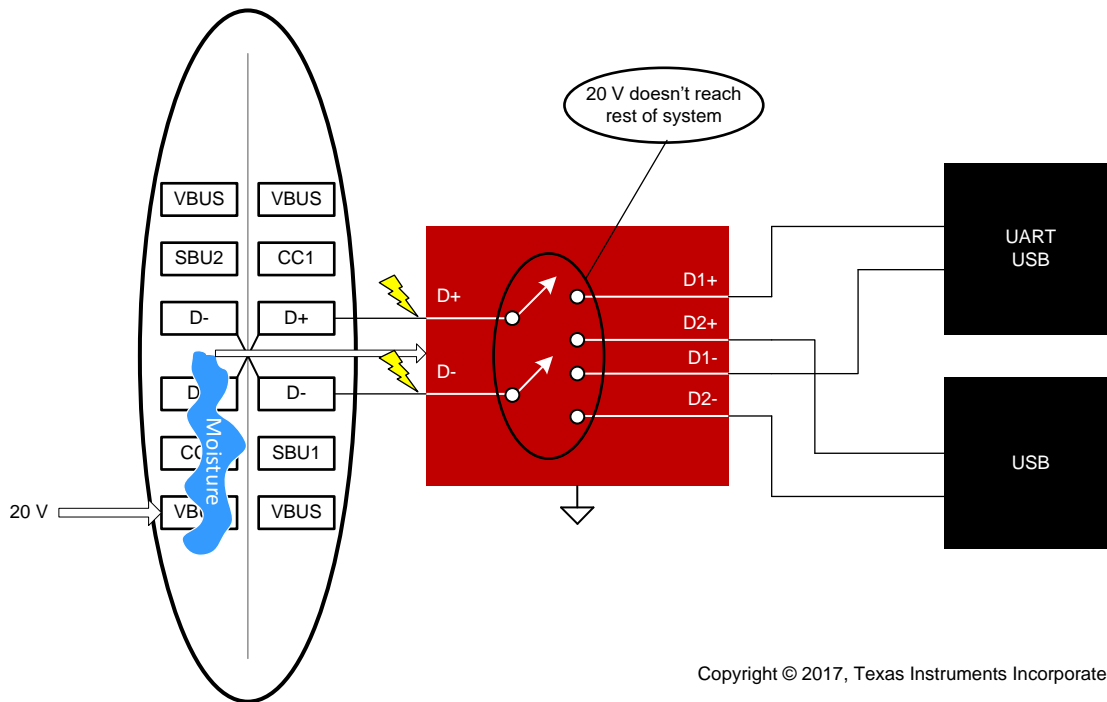 20 V doesn't reach
rest of system
VBUS
VBUS
SBU2
CC1
D-
D+
D-
CC
SBU1
VBUS
Moisture
20 V
D+
D-
D1+
D2+
D1-
D2-
UART
USB
USB
Copyright © 2017, Texas Instruments Incorporate